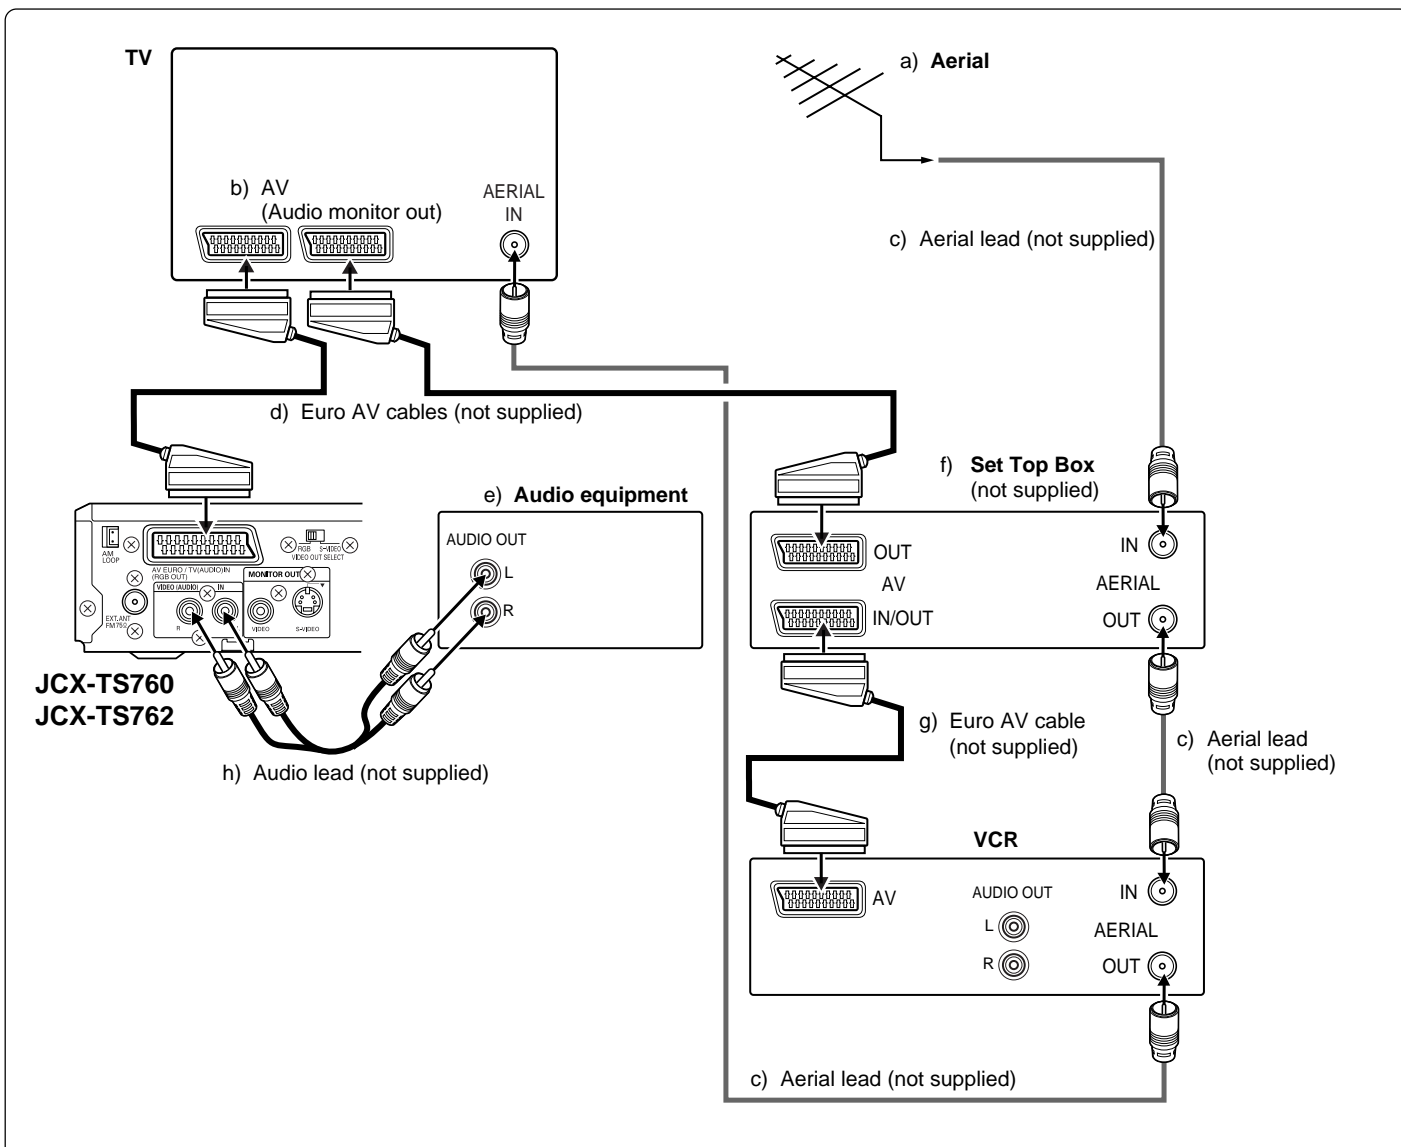 TV
a) Aerial
b) AV
(Audio monitor out)
AERIAL
IN
c) Aerial lead (not supplied)
d) Euro AV cables (not supplied)
f) Set Top Box
(not supplied)
e) Audio equipment
AUDIO OUT
L
R
AM
LOOP
RGB S-VIDEO
VIDEO OUT SELECT
AV EURO / TV(AUDIO)IN
(RGB OUT)
VIDEO (AUDIO) IN
MONITOR OUT
EXT.ANT
FM75Ω
R
VIDEO
S-VIDEO
JCX-TS760
JCX-TS762
h) Audio lead (not supplied)
OUT
AV
IN/OUT
IN
AERIAL
OUT
g) Euro AV cable
(not supplied)
c) Aerial lead
(not supplied)
VCR
AV
AUDIO OUT
L
R
IN
AERIAL
OUT
c) Aerial lead (not supplied)